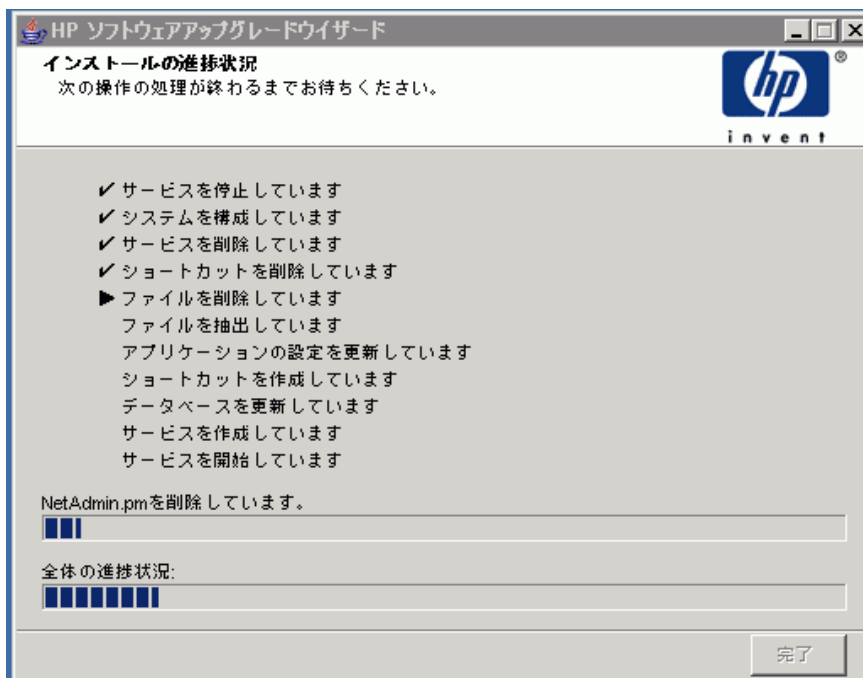 HP ソフトウェアアップグレードウイザード
インストールの進捗状況
次の操作の処理が終わるまでお待ちください。
hp
®
invent
✔ サービスを停止しています
✔ システムを構成しています
✔ サービスを削除しています
✔ ショートカットを削除しています
▶ ファイルを削除しています
ファイルを抽出しています
アプリケーションの設定を更新しています
ショートカットを作成しています
データベースを更新しています
サービスを作成しています
サービスを開始しています
NetAdmin.pmを削除しています。
全体の進捗状況:
完了